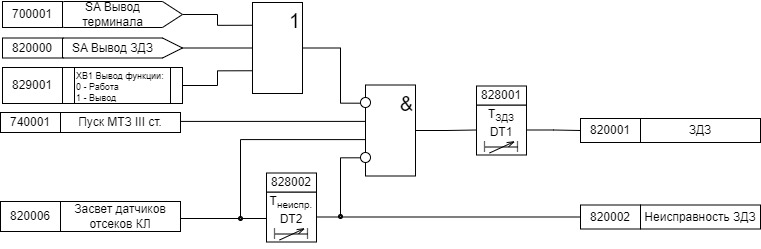 700001 SA Вывод терминала
820000 SA Вывод ЗДЗ
829001 XB1 Вывод функции:
0 - Работа
1 - Вывод
1
740001 Пуск МТЗ III ст.
&
828001
TЗДЗ
DT1
820001 ЗДЗ
820006 Засвет датчиков отсеков КЛ
828002
Tнеиспр.
DT2
820002 Неисправность ЗДЗ